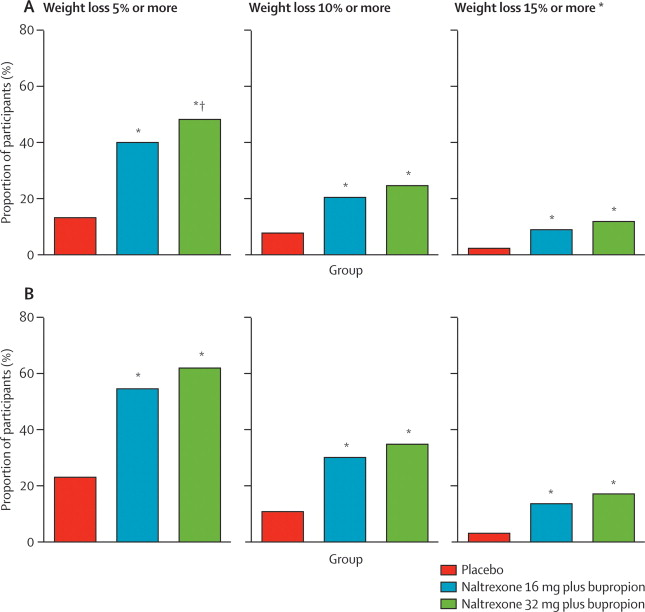 A Weight loss 5% or more Weight loss 10% or more Weight loss 15% or more *
Proportion of participants (%)
80
60
40
20
0
* *†
* *
* *
Group
B
Proportion of participants (%)
80
60
40
20
0
* *
* *
* *
Group
Placebo
Naltrexone 16 mg plus bupropion
Naltrexone 32 mg plus bupropion